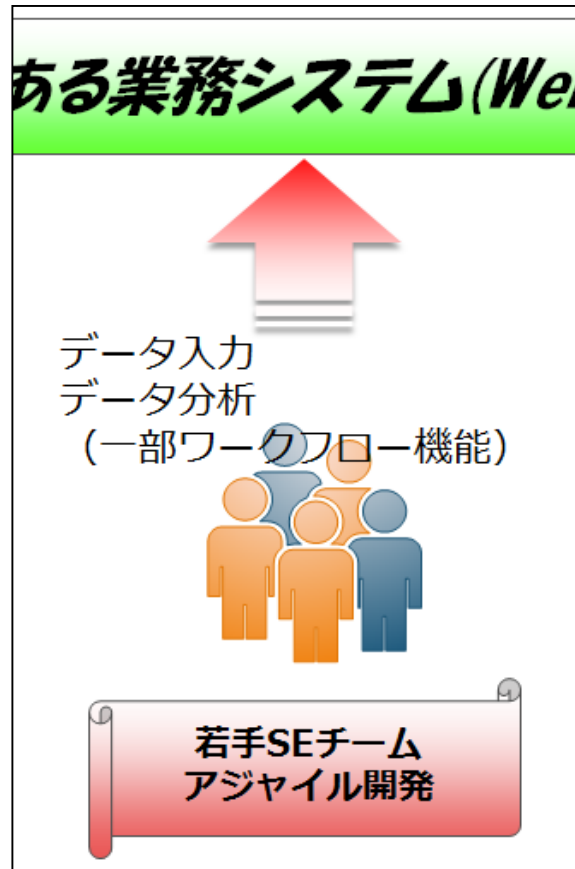 ある業務システム(We
データ入力
データ分析
（一部ワークフロー機能）
若手SEチーム
アジャイル開発